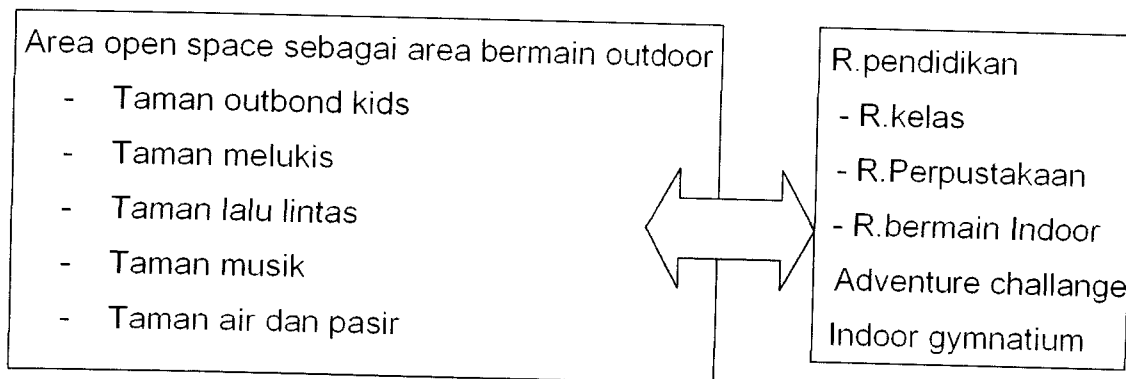 Area open space sebagai area bermain outdoor
- Taman outbond kids
- Taman melukis
- Taman lalu lintas
- Taman musik
- Taman air dan pasir
R.pendidikan
- R.kelas
- R.Perpustakaan
- R.bermain Indoor
Adventure challange
Indoor gymnatium